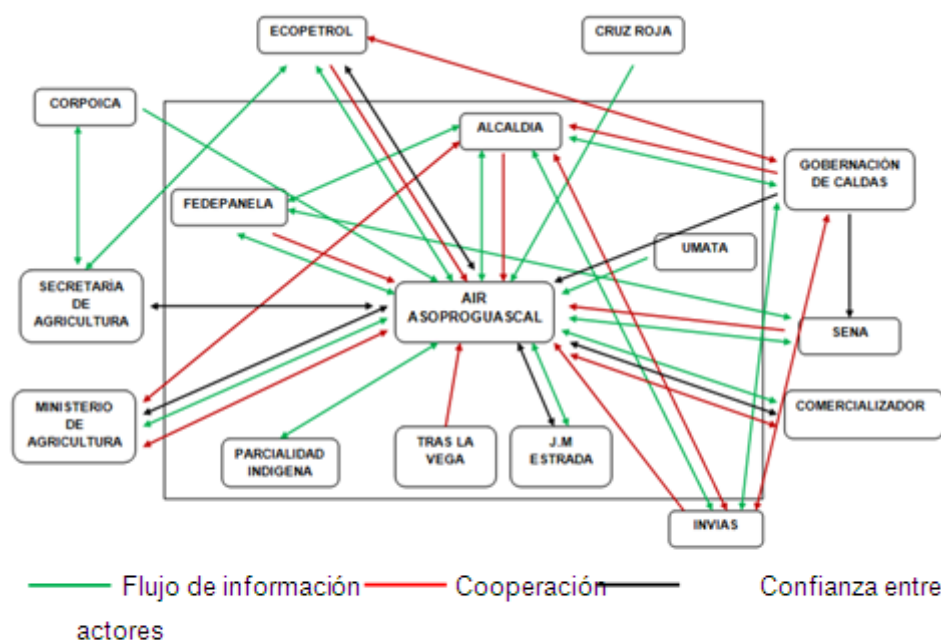 ECOPETROL
CRUZ ROJA
CORPOICA
ALCALDIA
GOBERNACIÓN
DE CALDAS
FEDEPANELA
UMATA
SECRETARÍA
DE
AGRICULTURA
AIR
ASOPROGUASCAL
SENA
MINISTERIO
DE
AGRICULTURA
COMERCIALIZADOR
PARCIALIDAD
INDIGENA
TRAS LA
VEGA
J.M
ESTRADA
INVIAS
Flujo de información Cooperación Confianza entre
actores